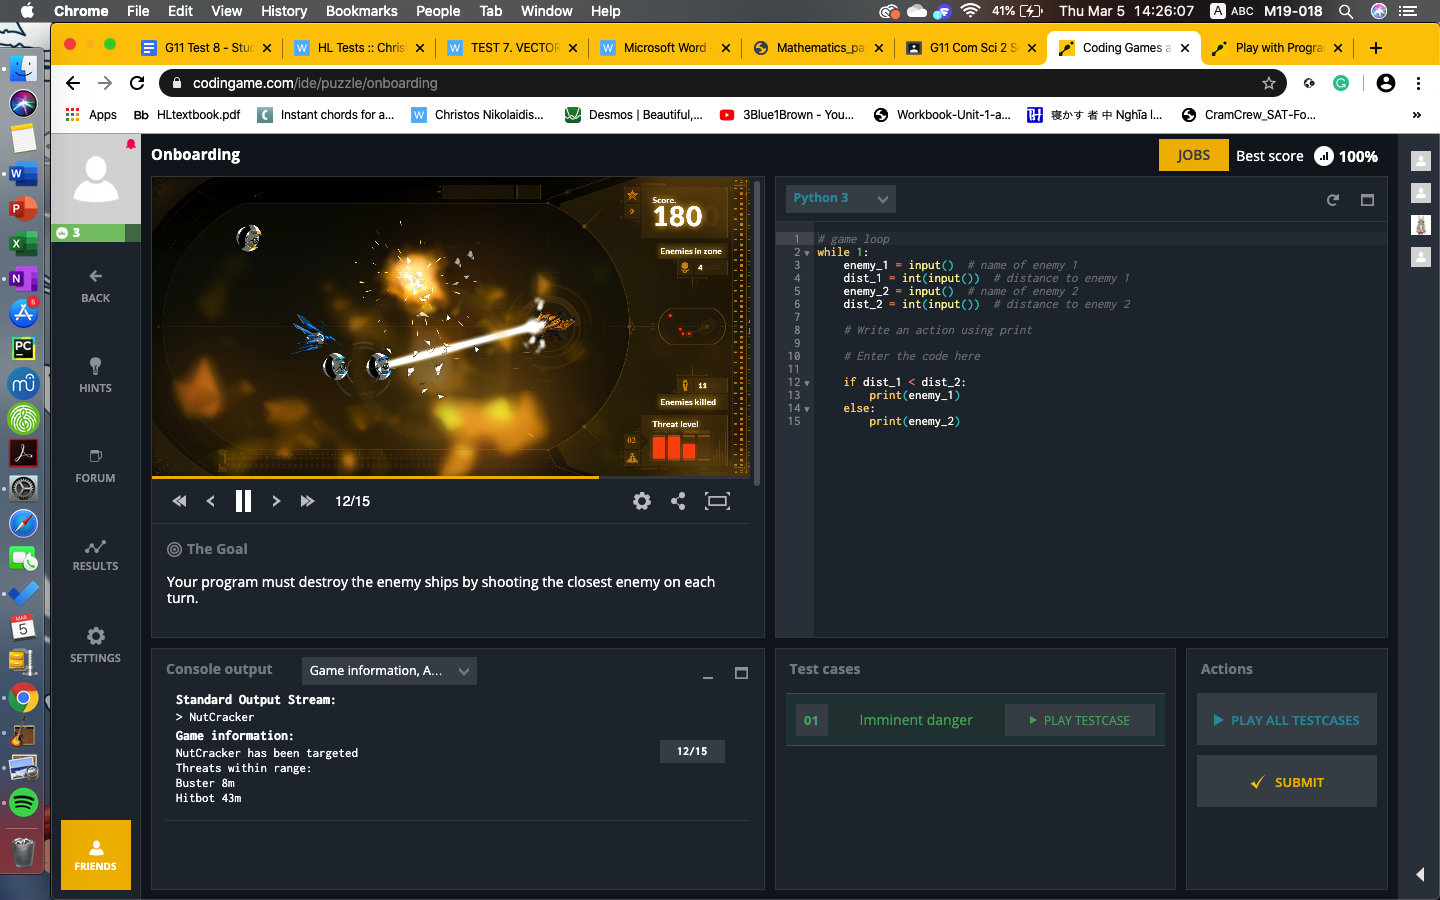 Chrome File Edit View History Bookmarks People Tab Window Help 41% Thu Mar 5 14:26:07 A ABC M19-018
G11 Test 8 - Stu HL Tests :: Chris TEST 7. VECTOR Microsoft Word - Mathematics_pa G11 Com Sci 2 S Coding Games a Play with Progra
codingame.com/ide/puzzle/onboarding
Apps Bb HLtextbook.pdf Instant chords for a... Christos Nikolaidis... Desmos | Beautiful,... 3Blue1Brown - You... Workbook-Unit-1-a... 寝かす 者 中 Nghĩa l... CramCrew_SAT-Fo... »
Onboarding
JOBS Best score 100%
3
BACK
HINTS
FORUM
RESULTS
SETTINGS
FRIENDS
Score.
180
Enemies in zone
4
11
Enemies killed
Threat level
02
12/15
The Goal
Your program must destroy the enemy ships by shooting the closest enemy on each
turn.
Python 3
1 # game loop
2 while 1:
3 enemy_1 = input() # name of enemy 1
4 dist_1 = int(input()) # distance to enemy 1
5 enemy_2 = input() # name of enemy 2
6 dist_2 = int(input()) # distance to enemy 2
7
8 # Write an action using print
9
10 # Enter the code here
11
12 if dist_1 < dist_2:
13 print(enemy_1)
14 else:
15 print(enemy_2)
Console output Game information, A...
Standard Output Stream:
> NutCracker
Game information:
NutCracker has been targeted
Threats within range:
Buster 8m
Hitbot 43m
12/15
Test cases
01 Imminent danger PLAY TESTCASE
Actions
PLAY ALL TESTCASES
SUBMIT
W
P
X
N
5
PC
MAR
5